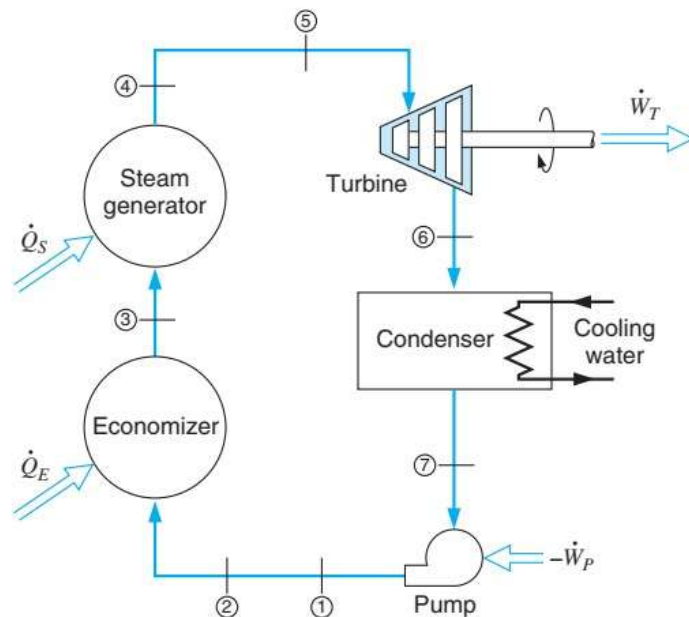 ⑤
④
Ẇ_T
Steam
generator
Turbine
Q̇_S
⑥
③
Condenser
Cooling
water
Economizer
Q̇_E
⑦
−Ẇ_P
②
①
Pump